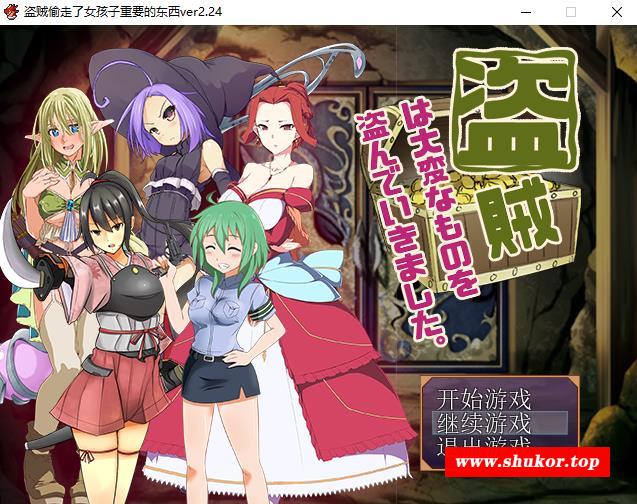 盗贼偷走了女孩子重要的东西ver2.24
盗賊
は大変なものを
盗んでいきました。
开始游戏
继续游戏
退出游戏
www.shukor.top